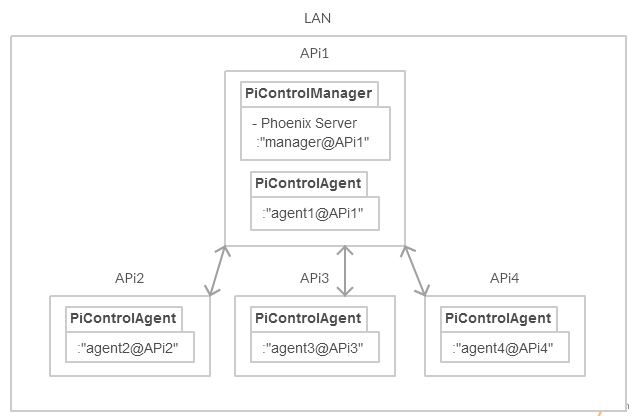 LAN
APi1
PiControlManager
- Phoenix Server
:"manager@APi1"
PiControlAgent
:"agent1@APi1"
APi2
APi3
APi4
PiControlAgent
:"agent2@APi2"
PiControlAgent
:"agent3@APi3"
PiControlAgent
:"agent4@APi4"